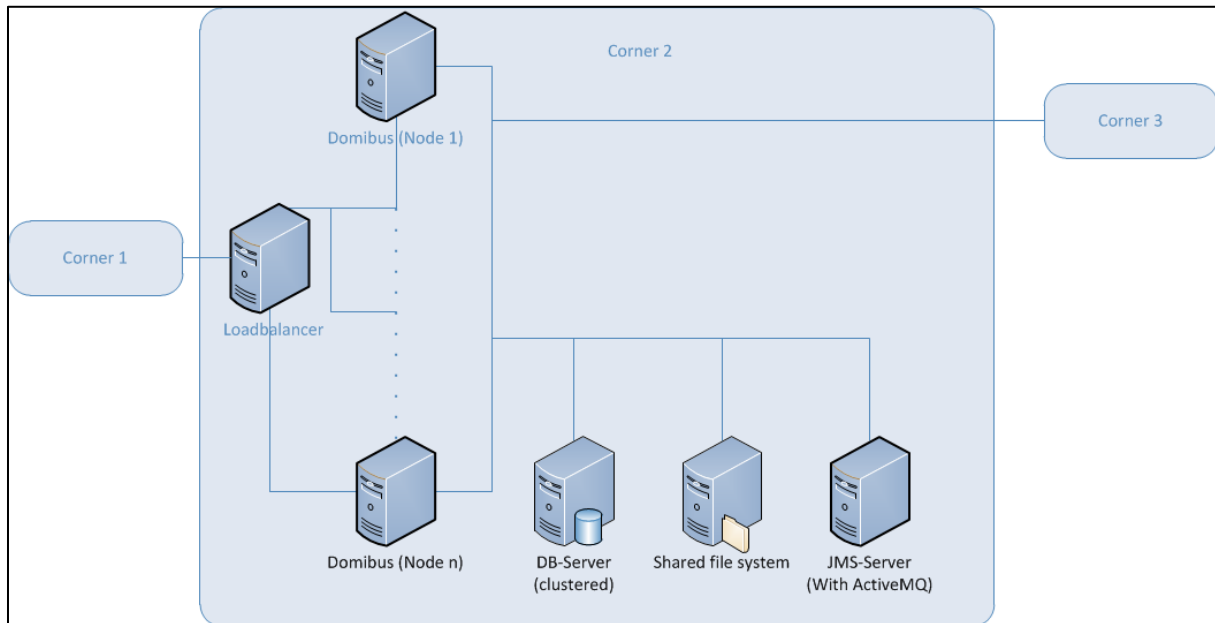 Corner 2
Domibus (Node 1)
Corner 3
Corner 1
Loadbalancer
Domibus (Node n)
DB-Server
(clustered)
Shared file system
JMS-Server
(With ActiveMQ)